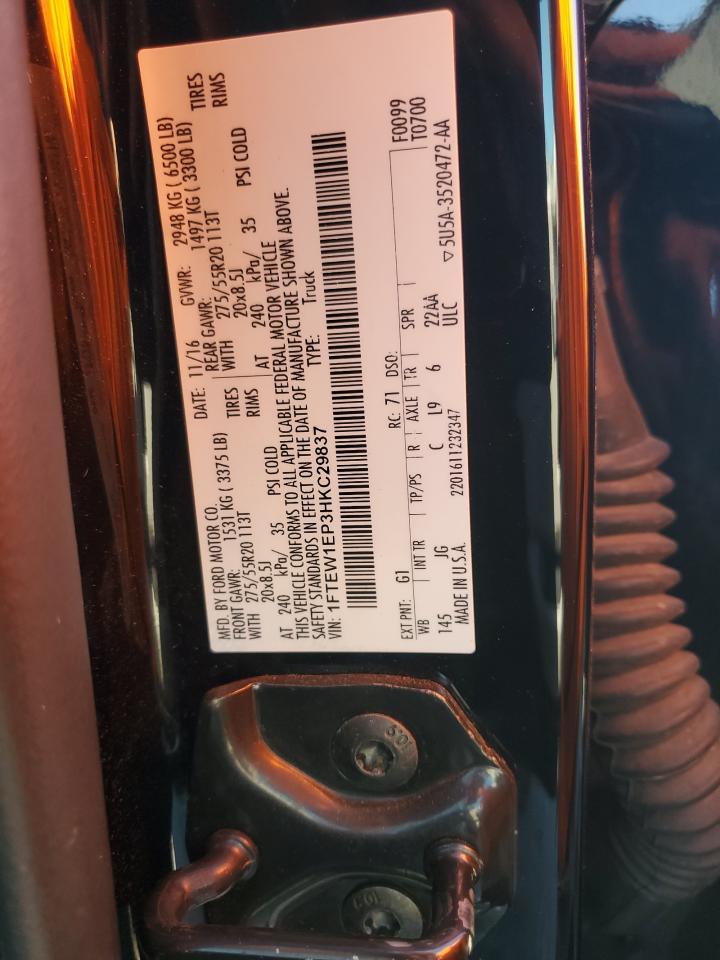 MFD. BY FORD MOTOR CO.
DATE: 11/16 GVWR: 2948 KG ( 6500 LB)
FRONT GAWR: 1531 KG ( 3375 LB) REAR GAWR: 1497 KG ( 3300 LB)
WITH 275/55R20 113T TIRES WITH 275/55R20 113T TIRES
20x8.5J RIMS 20x8.5J RIMS
AT 240 kPa/ 35 PSI COLD AT 240 kPa/ 35 PSI COLD
THIS VEHICLE CONFORMS TO ALL APPLICABLE FEDERAL MOTOR VEHICLE
SAFETY STANDARDS IN EFFECT ON THE DATE OF MANUFACTURE SHOWN ABOVE.
VIN: 1FTEW1EP3HKC29837 TYPE: Truck
F0099
T0700
EXT PNT: G1 RC: 71 DSO:
WB INT TR TP/PS R AXLE TR SPR
145 JG C L9 6 22AA
MADE IN U.S.A. 2201611232347 ULC
▽5U5A-3520472-AA
10.9
10.9